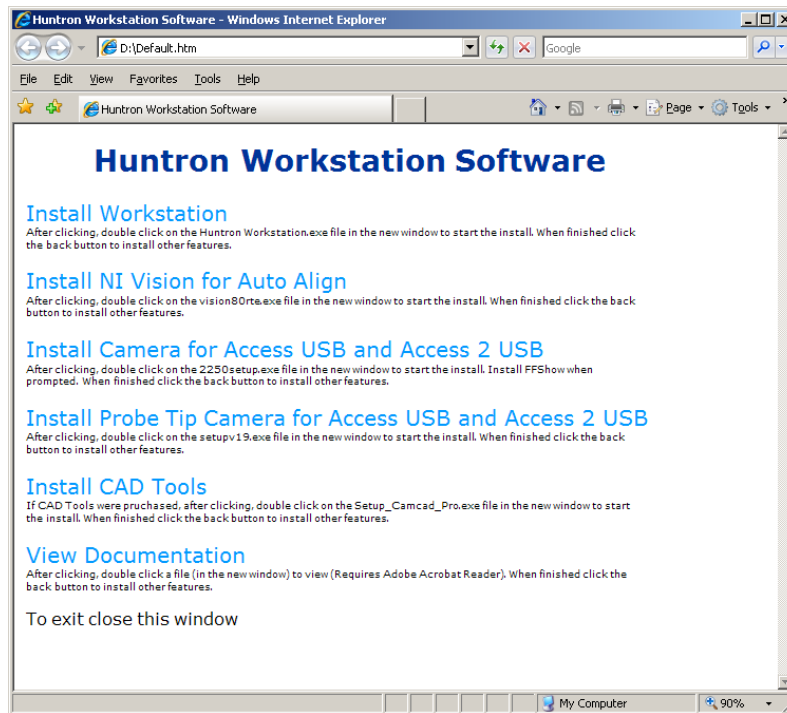 Huntron Workstation Software - Windows Internet Explorer
D:\Default.htm
Google
File Edit View Favorites Tools Help
Huntron Workstation Software
Page Tools
Huntron Workstation Software
Install Workstation
After clicking, double click on the Huntron Workstation.exe file in the new window to start the install. When finished click
the back button to install other features.
Install NI Vision for Auto Align
After clicking, double click on the vision80rte.exe file in the new window to start the install. When finished click the back
button to install other features.
Install Camera for Access USB and Access 2 USB
After clicking, double click on the 2250setup.exe file in the new window to start the install. Install FFShow when
prompted. When finished click the back button to install other features.
Install Probe Tip Camera for Access USB and Access 2 USB
After clicking, double click on the setupv19.exe file in the new window to start the install. When finished click the back
button to install other features.
Install CAD Tools
If CAD Tools were pruchased, after clicking, double click on the Setup_Camcad_Pro.exe file in the new window to start
the install. When finished click the back button to install other features.
View Documentation
After clicking, double click a file (in the new window) to view (Requires Adobe Acrobat Reader). When finished click the
back button to install other features.
To exit close this window
My Computer
90%